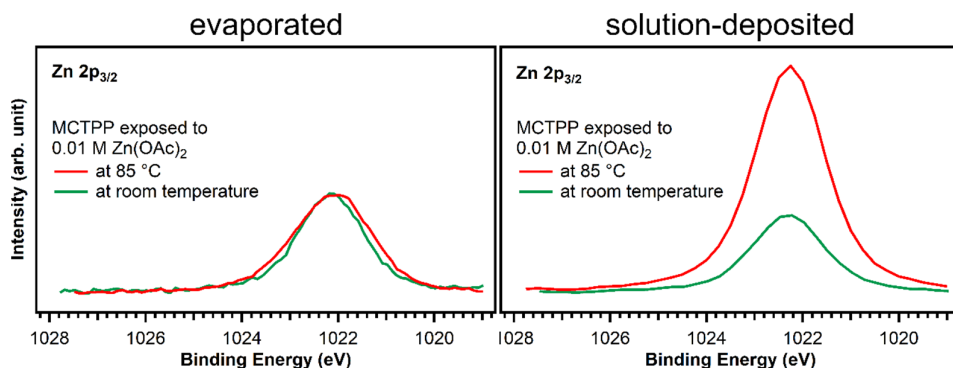 evaporated
Zn 2p3/2
MCTPP exposed to
0.01 M Zn(OAc)2
at 85 °C
at room temperature
Intensity (arb. unit)
1028 1026 1024 1022 1020
Binding Energy (eV)
solution-deposited
Zn 2p3/2
MCTPP exposed to
0.01 M Zn(OAc)2
at 85 °C
at room temperature
1028 1026 1024 1022 1020
Binding Energy (eV)